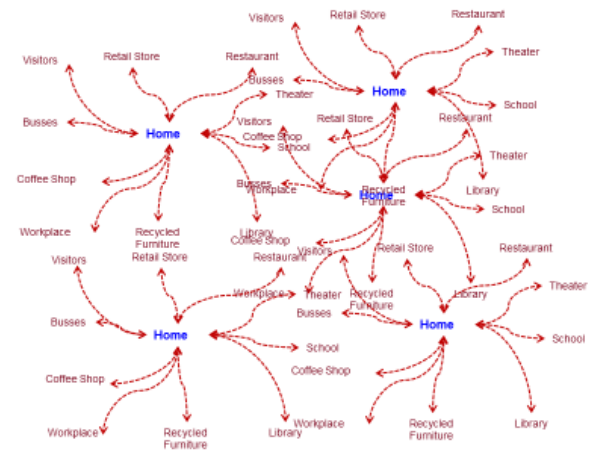 Visitors
Retail Store
Restaurant
Visitors
Retail Store
Restaurant
Theater
Busses
Home
Theater
School
Busses
Home
Visitors
Retail Store
Restaurant
Coffee Shop
School
Theater
Coffee Shop
Busses
Workplace
Home
Recycled
Furniture
Library
School
Workplace
Recycled
Furniture
Library
Coffee Shop
Visitors
Retail Store
Restaurant
Visitors
Retail Store
Restaurant
Theater
Workplace
Theater
Recycled
Furniture
Library
Busses
Busses
Home
Home
School
School
Coffee Shop
Coffee Shop
Workplace
Recycled
Furniture
Library
Workplace
Recycled
Furniture
Library